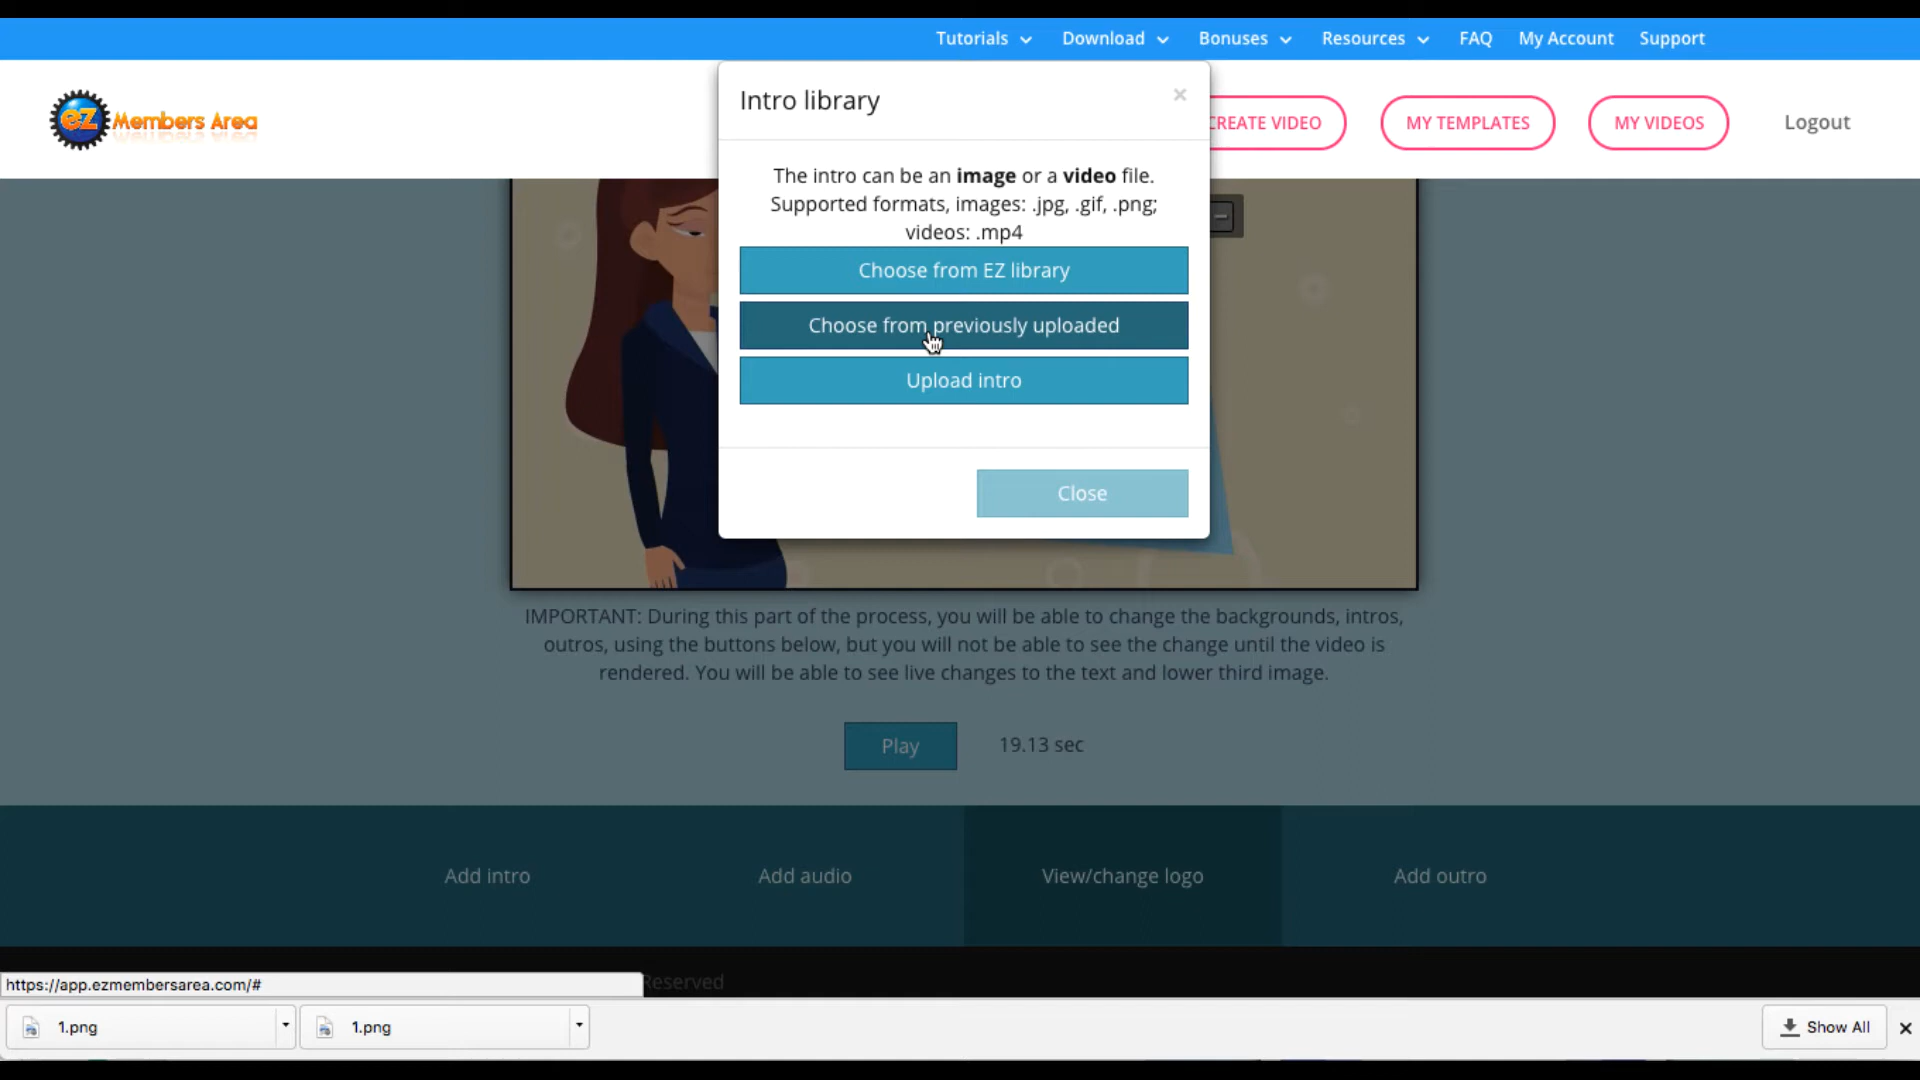 Tutorials Download Bonuses Resources FAQ My Account Support
eZ Members Area
Intro library
×
CREATE VIDEO
MY TEMPLATES
MY VIDEOS
Logout
The intro can be an image or a video file.
Supported formats, images: .jpg, .gif, .png;
videos: .mp4
Choose from EZ library
Choose from previously uploaded
Upload intro
Close
IMPORTANT: During this part of the process, you will be able to change the backgrounds, intros,
outros, using the buttons below, but you will not be able to see the change until the video is
rendered. You will be able to see live changes to the text and lower third image.
Play
19.13 sec
Add intro
Add audio
View/change logo
Add outro
Reserved
https://app.ezmembersarea.com/#
1.png
1.png
Show All